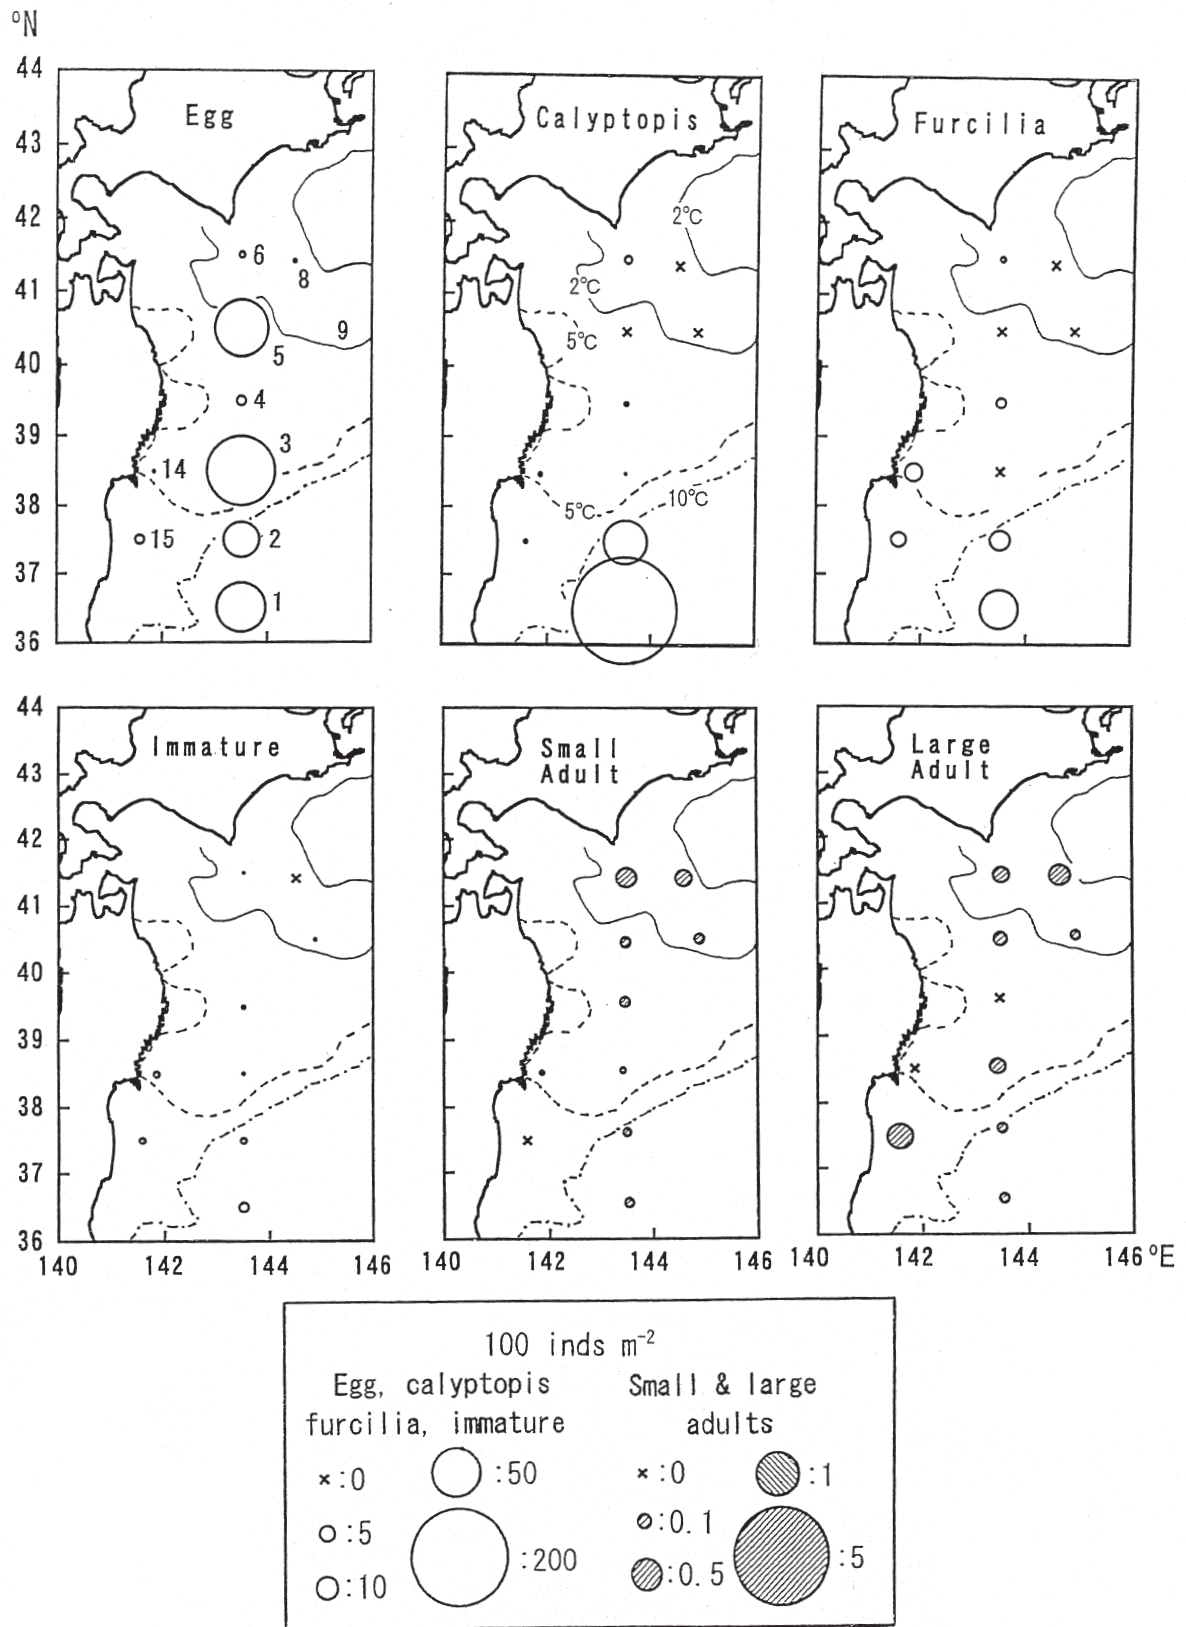 °N
44
43
42
41
40
39
38
37
36
Egg
6
8
9
5
4
3
14
15
2
1
Calyptopis
2°C
2°C
5°C
5°C
10°C
Furcilia
44
43
42
41
40
39
38
37
36
Immature
Small
Adult
Large
Adult
140 142 144 146
140 142 144
140 142 144 146 °E
100 inds m⁻²
Egg, calyptopis
furcilia, immature
×:0 :50
:5
:10 :200
Small & large
adults
×:0 :1
:0.1
:0.5 :5